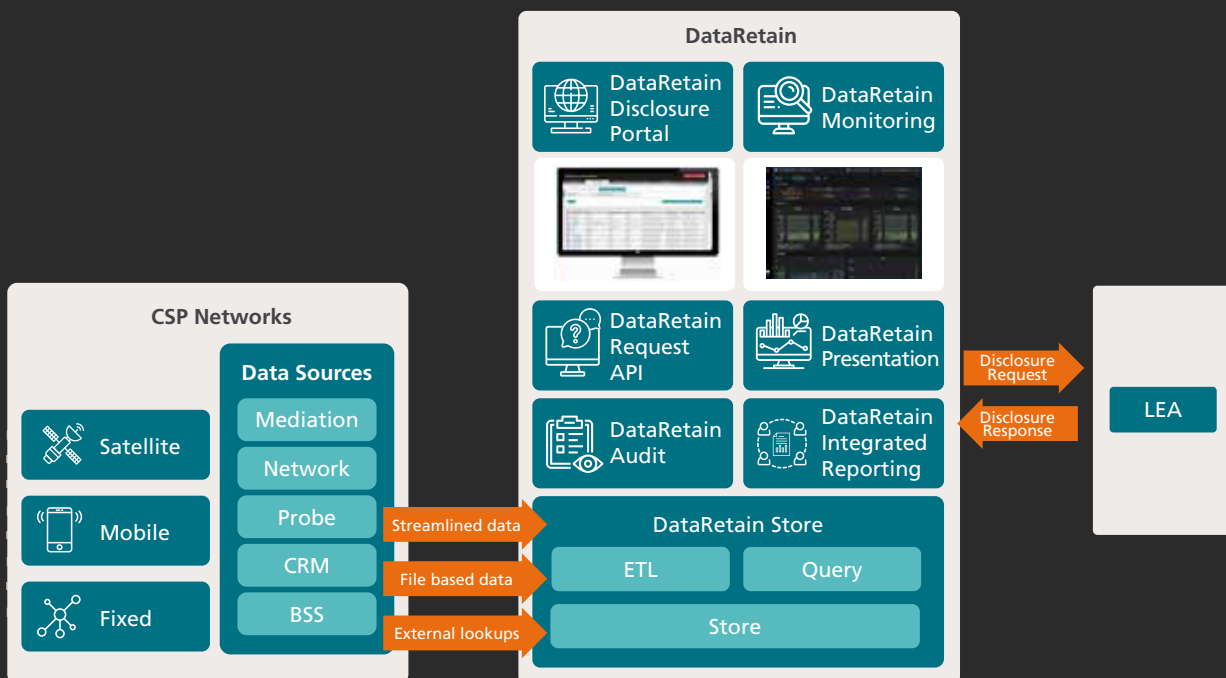 DataRetain
DataRetain
Disclosure
Portal
DataRetain
Monitoring
CSP Networks
Satellite
Mobile
Fixed
Data Sources
Mediation
Network
Probe
CRM
BSS
Streamlined data
File based data
External lookups
DataRetain
Request
API
DataRetain
Presentation
DataRetain
Audit
DataRetain
Integrated
Reporting
DataRetain Store
ETL
Query
Store
Disclosure
Request
Disclosure
Response
LEA